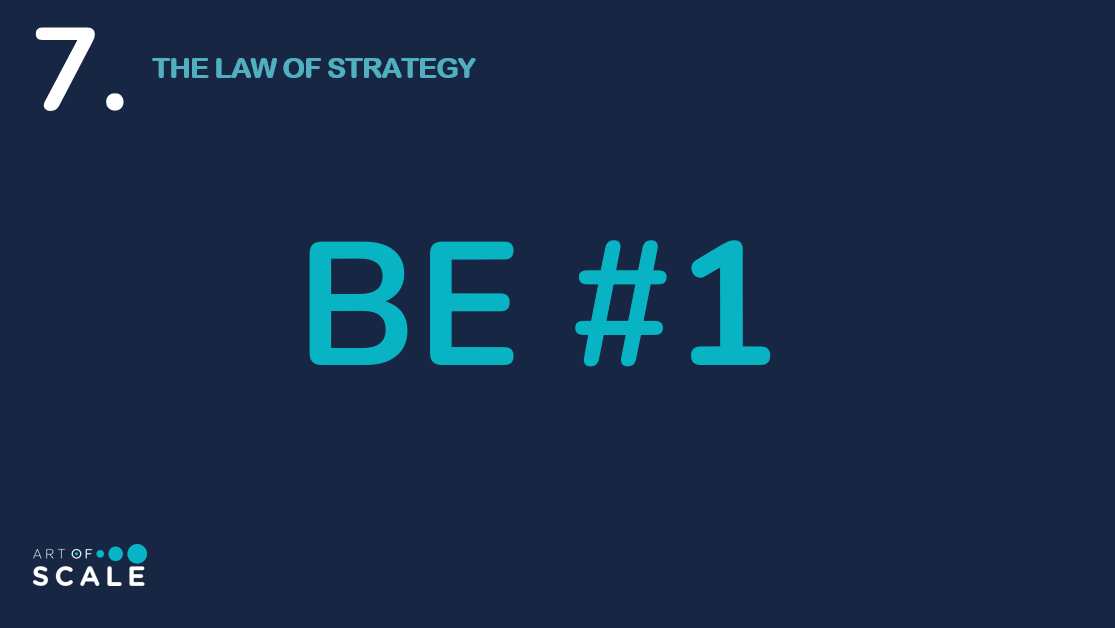 7. THE LAW OF STRATEGY
BE #1
ART OF
SCALE